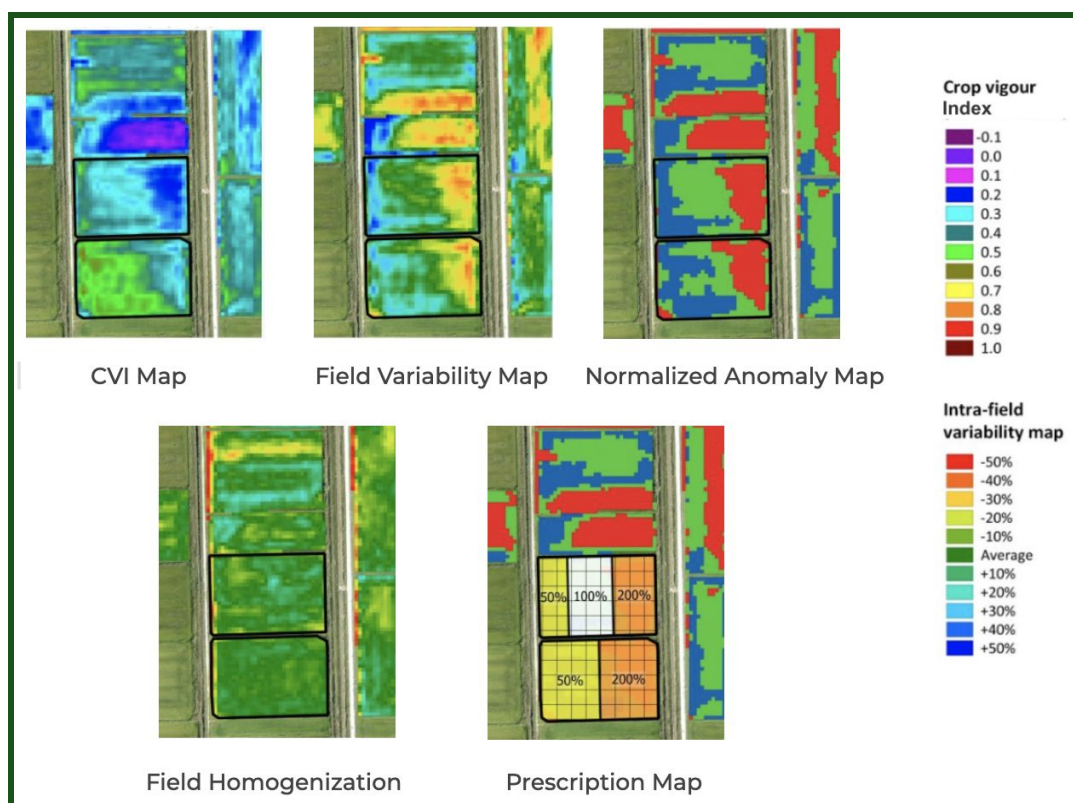 CVI Map
Field Variability Map
Normalized Anomaly Map
Crop vigour
Index
-0.1
0.0
0.1
0.2
0.3
0.4
0.5
0.6
0.7
0.8
0.9
1.0
Intra-field
variability map
-50%
-40%
-30%
-20%
-10%
Average
+10%
+20%
+30%
+40%
+50%
50% 100% 200%
50% 200%
Field Homogenization
Prescription Map